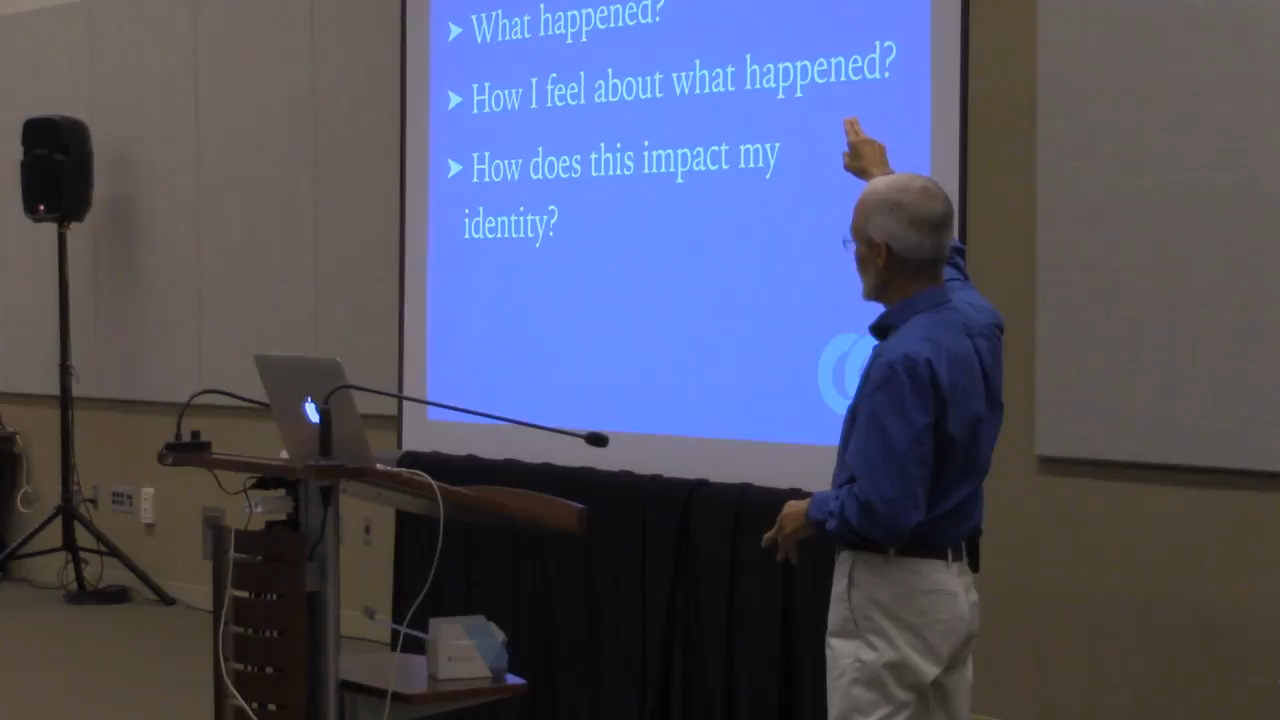 ➤ What happened?
➤ How I feel about what happened?
➤ How does this impact my
identity?